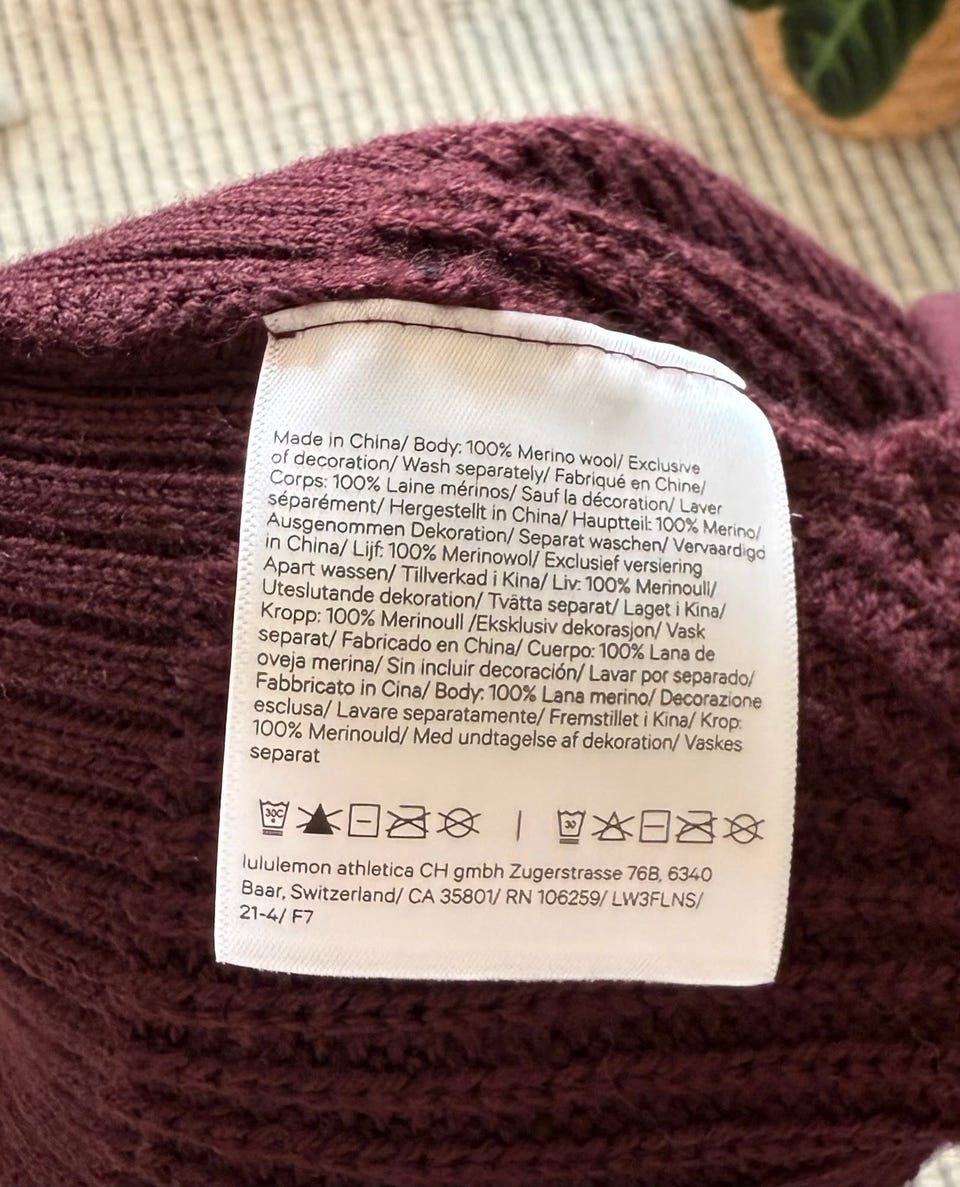 Made in China/ Body: 100% Merino wool/ Exclusive
of decoration/ Wash separately/ Fabriqué en Chine/
Corps: 100% Laine mérinos/ Sauf la décoration/ Laver
séparément/ Hergestellt in China/ Hauptteil: 100% Merino/
Ausgenommen Dekoration/ Separat waschen/ Vervaardigd
in China/ Lijf: 100% Merinowol/ Exclusief versiering
Apart wassen/ Tillverkad i Kina/ Liv: 100% Merinoull/
Uteslutande dekoration/ Tvätta separat/ Laget i Kina/
Kropp: 100% Merinoull /Eksklusiv dekorasjon/ Vask
separat/ Fabricado en China/ Cuerpo: 100% Lana de
oveja merina/ Sin incluir decoración/ Lavar por separado/
Fabbricato in Cina/ Body: 100% Lana merino/ Decorazione
esclusa/ Lavare separatamente/ Fremstillet i Kina/ Krop:
100% Merinould/ Med undtagelse af dekoration/ Vaskes
separat
30C | 30
lululemon athletica CH gmbh Zugerstrasse 76B, 6340
Baar, Switzerland/ CA 35801/ RN 106259/ LW3FLNS/
21-4/ F7